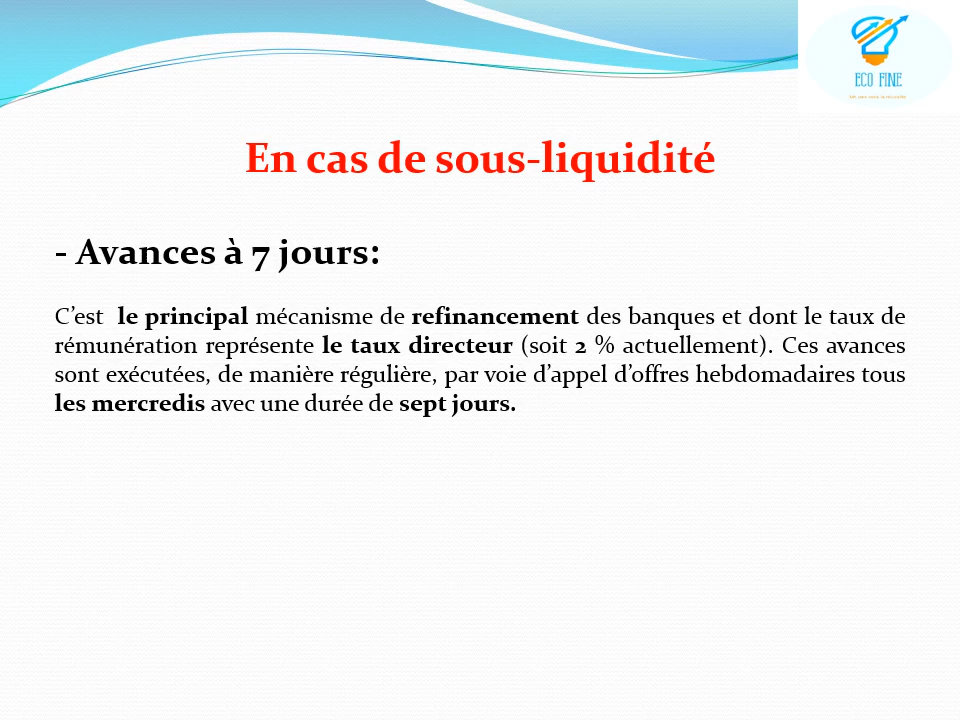 ECO FINE
En cas de sous-liquidité
- Avances à 7 jours:
C’est le principal mécanisme de refinancement des banques et dont le taux de
rémunération représente le taux directeur (soit 2 % actuellement). Ces avances
sont exécutées, de manière régulière, par voie d’appel d’offres hebdomadaires tous
les mercredis avec une durée de sept jours.